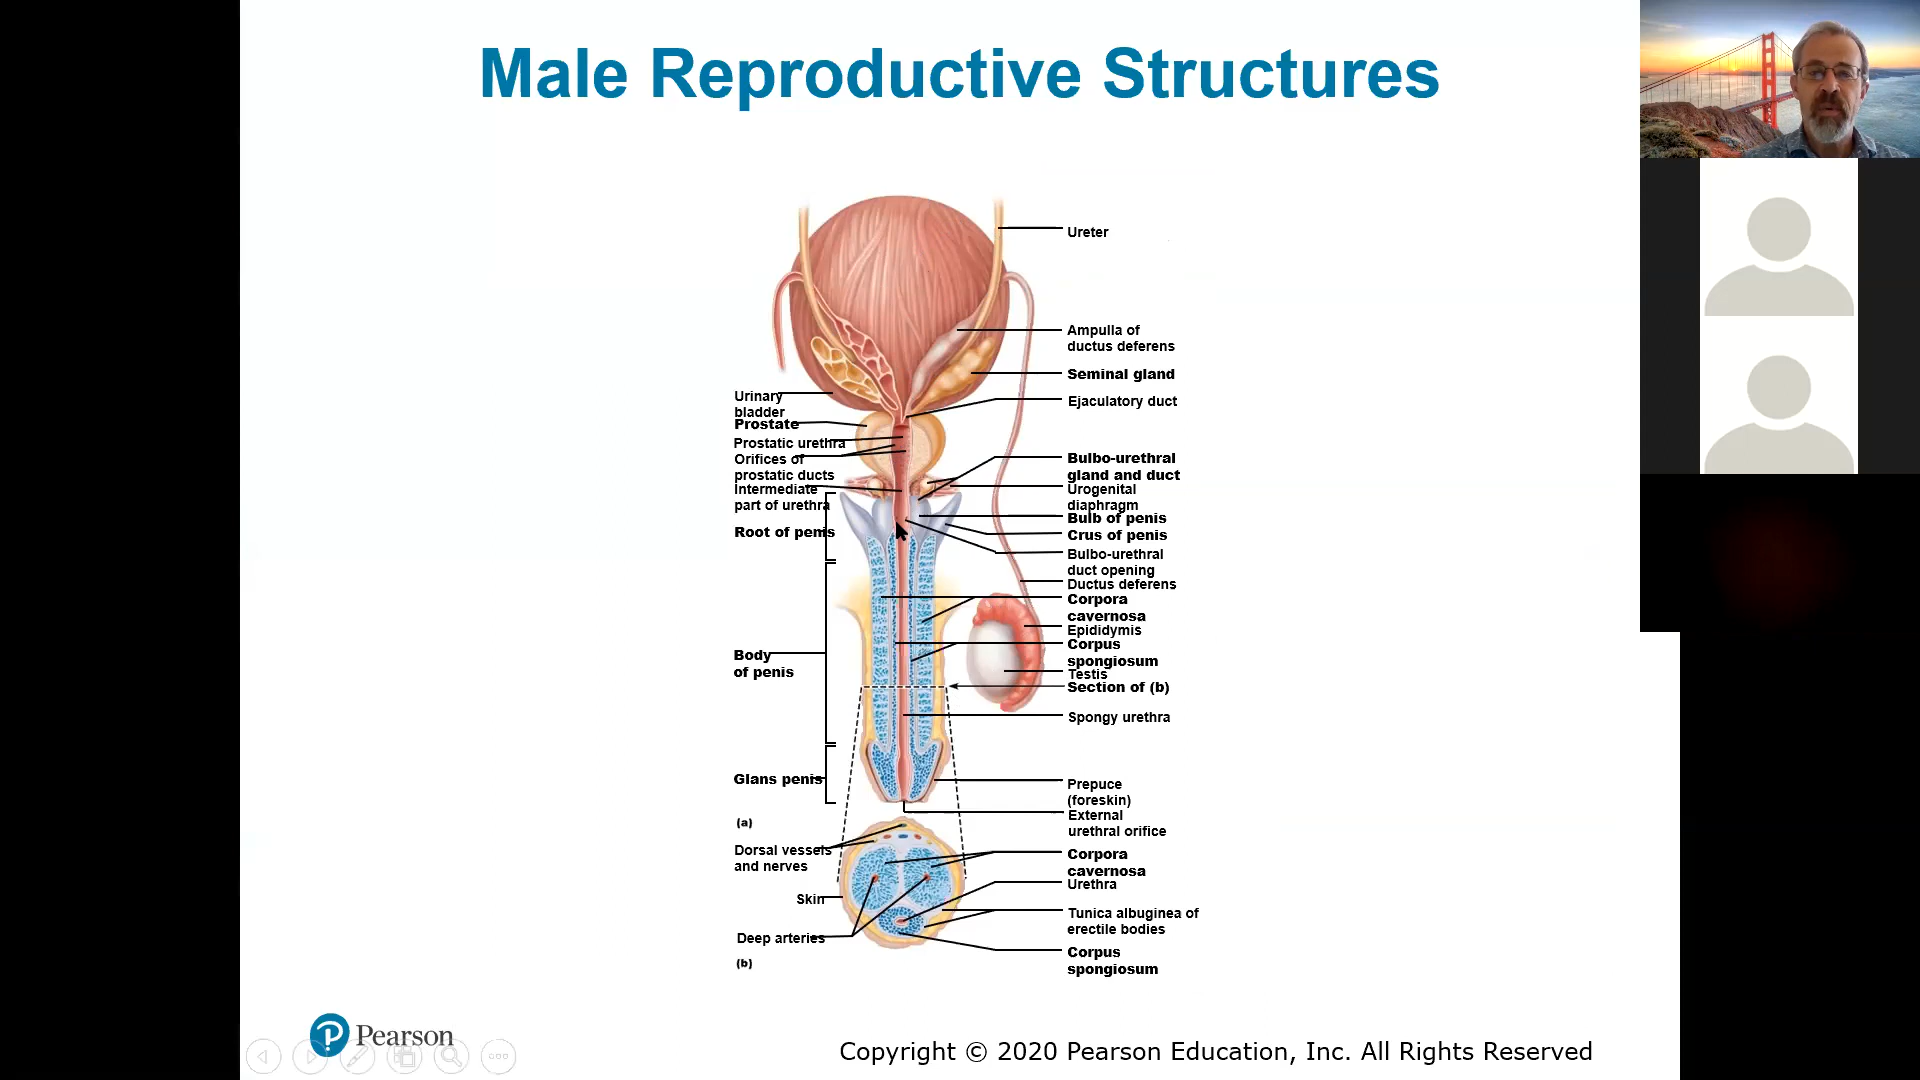 Male Reproductive Structures
Ureter
Ampulla of
ductus deferens
Seminal gland
Ejaculatory duct
Urinary
bladder
Prostate
Prostatic urethra
Orifices of
prostatic ducts
Intermediate
part of urethra
Root of penis
Body
of penis
Glans penis
(a)
Bulbo-urethral
gland and duct
Urogenital
diaphragm
Bulb of penis
Crus of penis
Bulbo-urethral
duct opening
Ductus deferens
Corpora
cavernosa
Epididymis
Corpus
spongiosum
Testis
Section of (b)
Spongy urethra
Prepuce
(foreskin)
External
urethral orifice
Dorsal vessels
and nerves
Skin
Deep arteries
(b)
Corpora
cavernosa
Urethra
Tunica albuginea of
erectile bodies
Corpus
spongiosum
P Pearson
Copyright © 2020 Pearson Education, Inc. All Rights Reserved